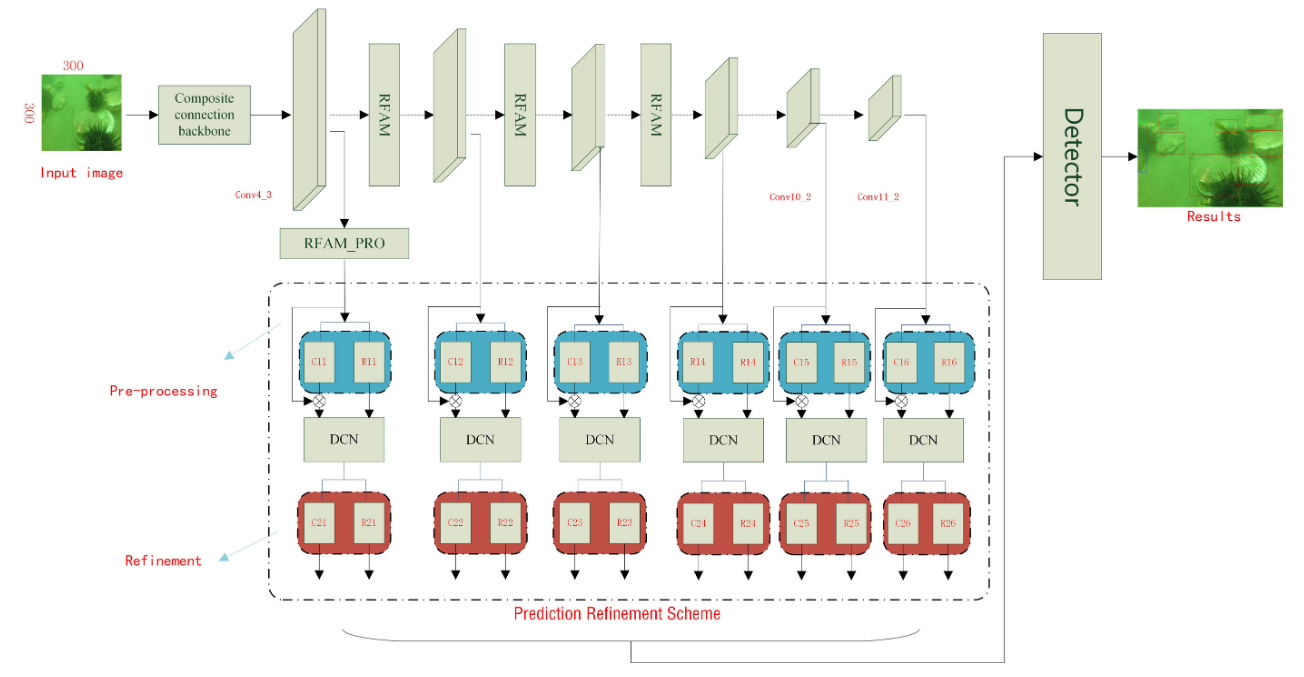 300
300
Input image
Composite
connection
backbone
Conv4_3
RFAM
RFAM
RFAM
Conv10_2
Conv11_2
Detector
Results
RFAM_PRO
Pre-processing
C11 R11 C12 R12 C13 R13 R14 R14 C15 R15 C16 R16
DCN DCN DCN DCN DCN DCN
C21 R21 C22 R22 C23 R23 C24 R24 C25 R25 C26 R26
Refinement
Prediction Refinement Scheme